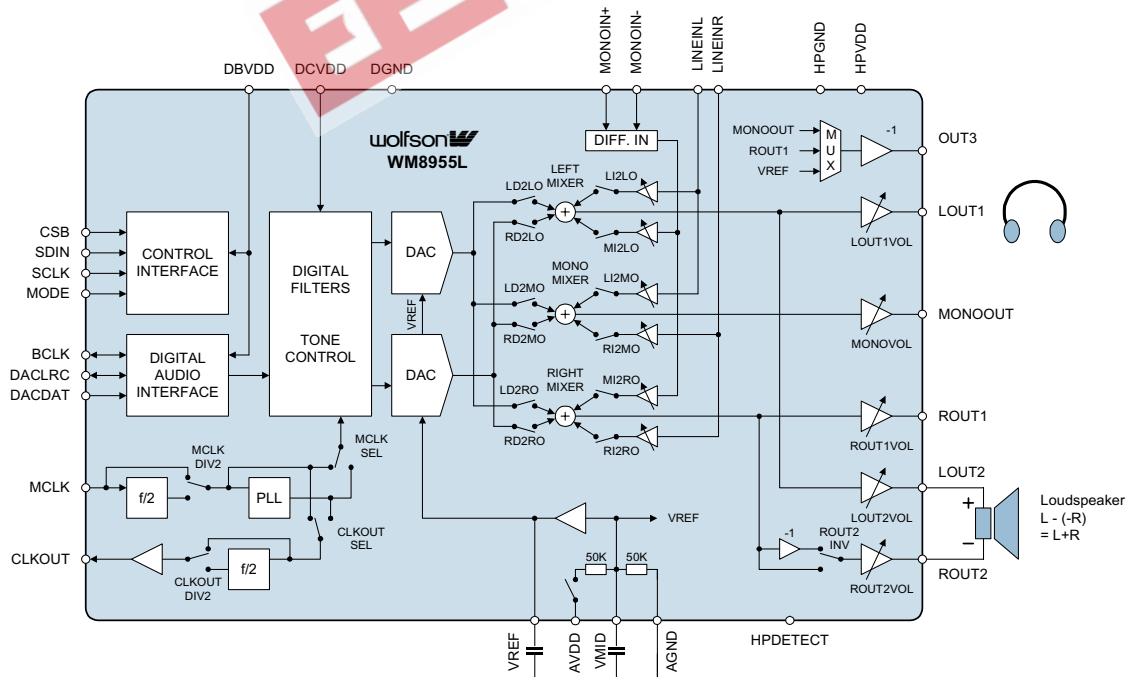 MONOIN+
MONOIN-
LINEINL
LINEINR
HPGND
HPVDD
DBVDD
DCVDD
DGND
wolfson
WM8955L
DIFF. IN
MONOOUT
ROUT1
VREF
MUX
-1
OUT3
LEFT
MIXER
LD2LO
RD2LO
LI2LO
MI2LO
LOUT1VOL
LOUT1
CSB
SDIN
SCLK
MODE
CONTROL
INTERFACE
DIGITAL
FILTERS
TONE
CONTROL
DAC
VREF
DAC
MONO
MIXER
LD2MO
RD2MO
LI2MO
RI2MO
MONOVOL
MONOOUT
BCLK
DACLRC
DACDAT
DIGITAL
AUDIO
INTERFACE
RIGHT
MIXER
LD2RO
RD2RO
MI2RO
RI2RO
ROUT1VOL
ROUT1
MCLK
SEL
MCLK
DIV2
MCLK
f/2
PLL
CLKOUT
SEL
CLKOUT
CLKOUT
DIV2
f/2
VREF
50K
50K
LOUT2VOL
LOUT2
-1
ROUT2
INV
ROUT2VOL
ROUT2
+
−
Loudspeaker
L - (-R)
= L+R
VREF
AVDD
VMID
AGND
HPDETECT